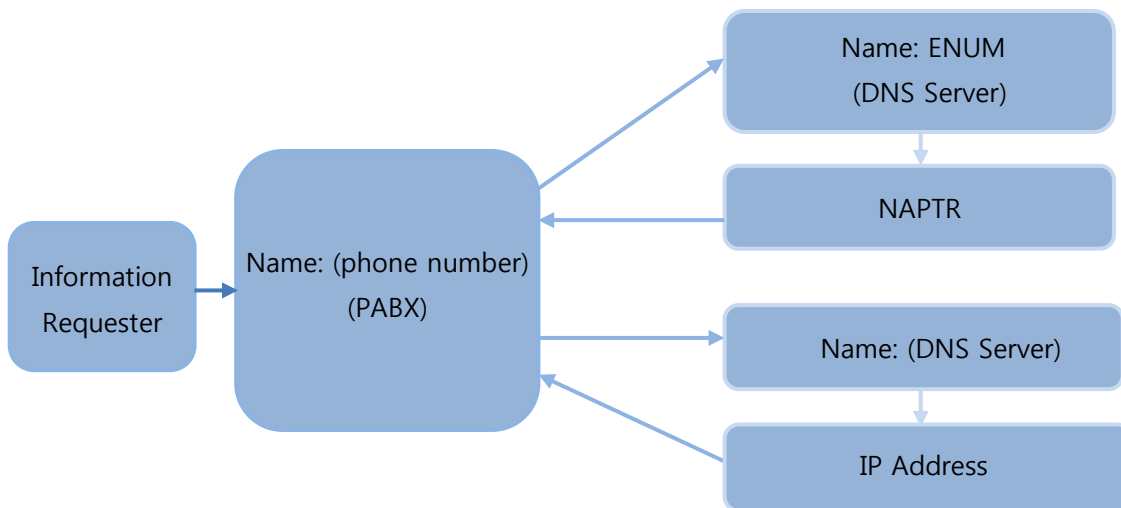 Name: ENUM
(DNS Server)
NAPTR
Information
Requester
Name: (phone number)
(PABX)
Name: (DNS Server)
IP Address